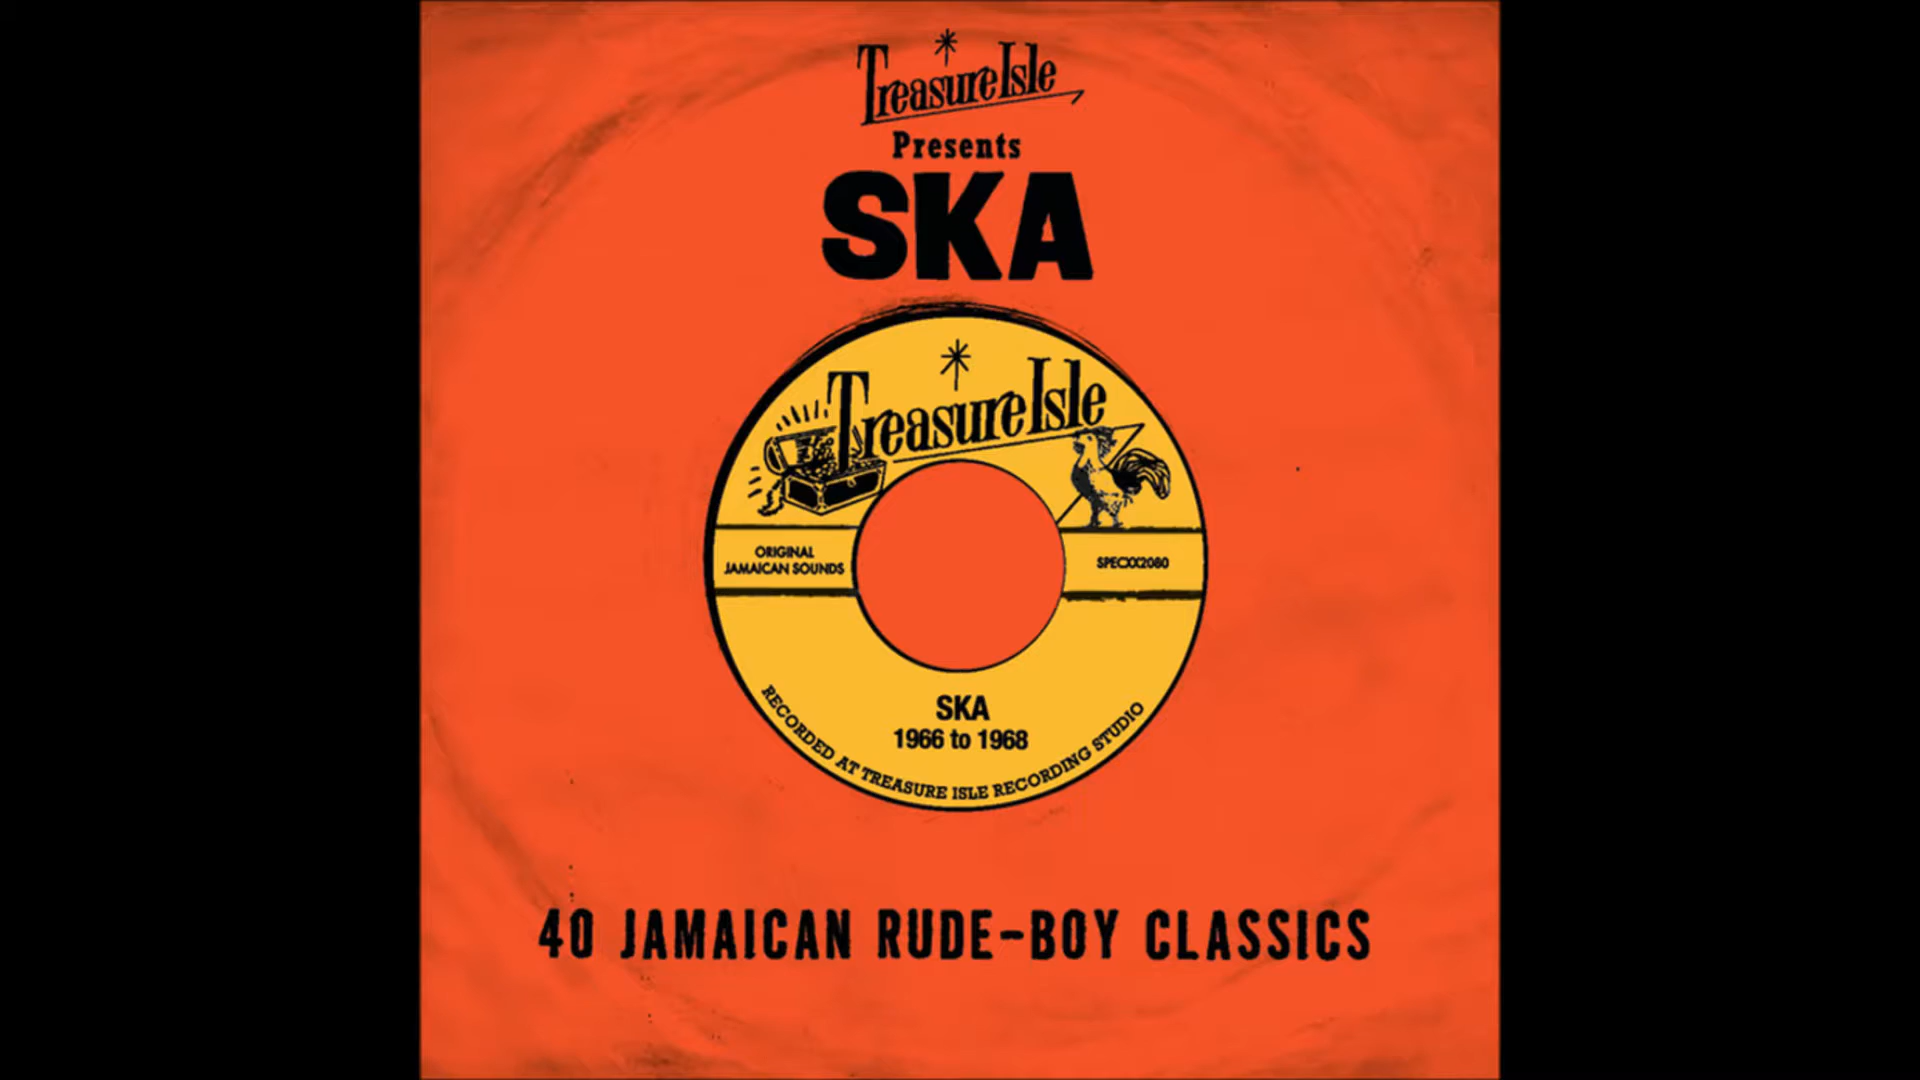 Treasure Isle
Presents
SKA
Treasure Isle
ORIGINAL
JAMAICAN SOUNDS
SPECXX2080
SKA
1966 to 1968
RECORDED AT TREASURE ISLE RECORDING STUDIO
40 JAMAICAN RUDE-BOY CLASSICS